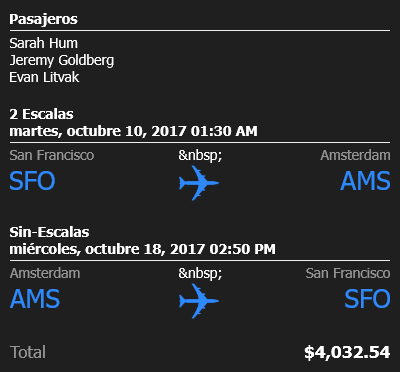 Pasajeros
Sarah Hum
Jeremy Goldberg
Evan Litvak
2 Escalas
martes, octubre 10, 2017 01:30 AM
San Francisco &nbsp; Amsterdam
SFO AMS
Sin-Escalas
miércoles, octubre 18, 2017 02:50 PM
Amsterdam &nbsp; San Francisco
AMS SFO
Total $4,032.54